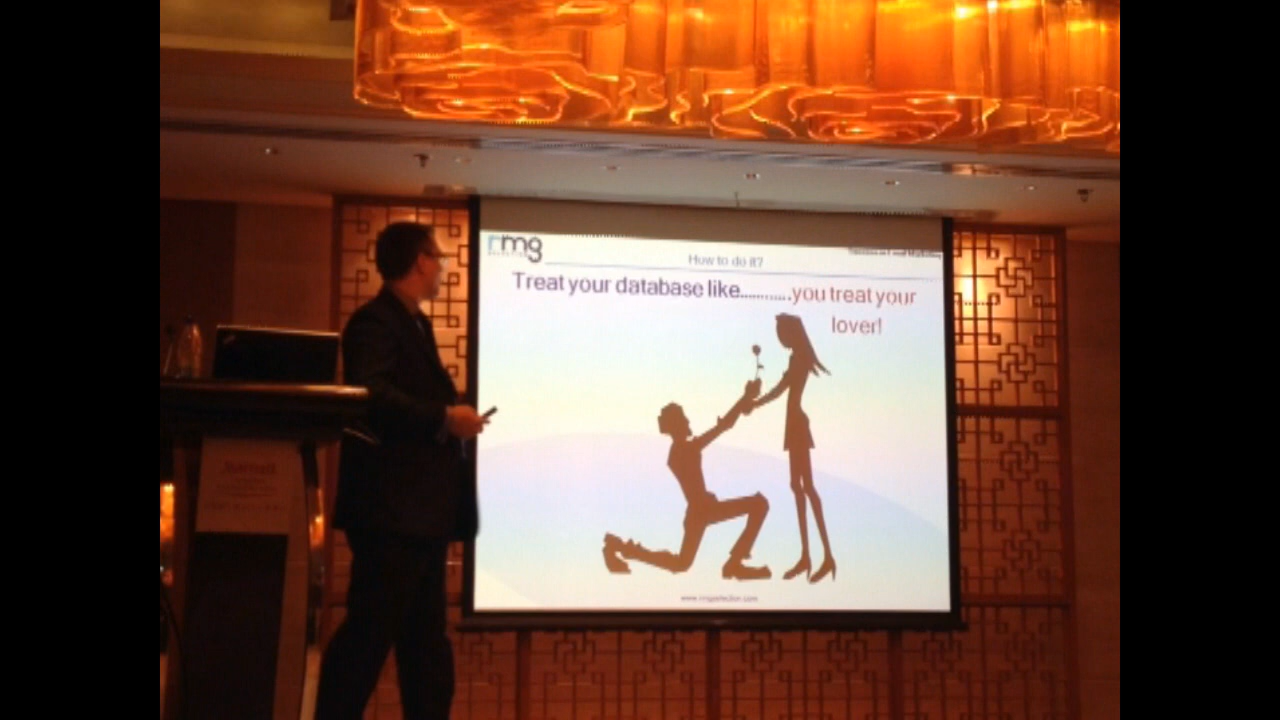 rmg
How to do it?
Treat your database like...........you treat your
lover!
www.rmgselection.com